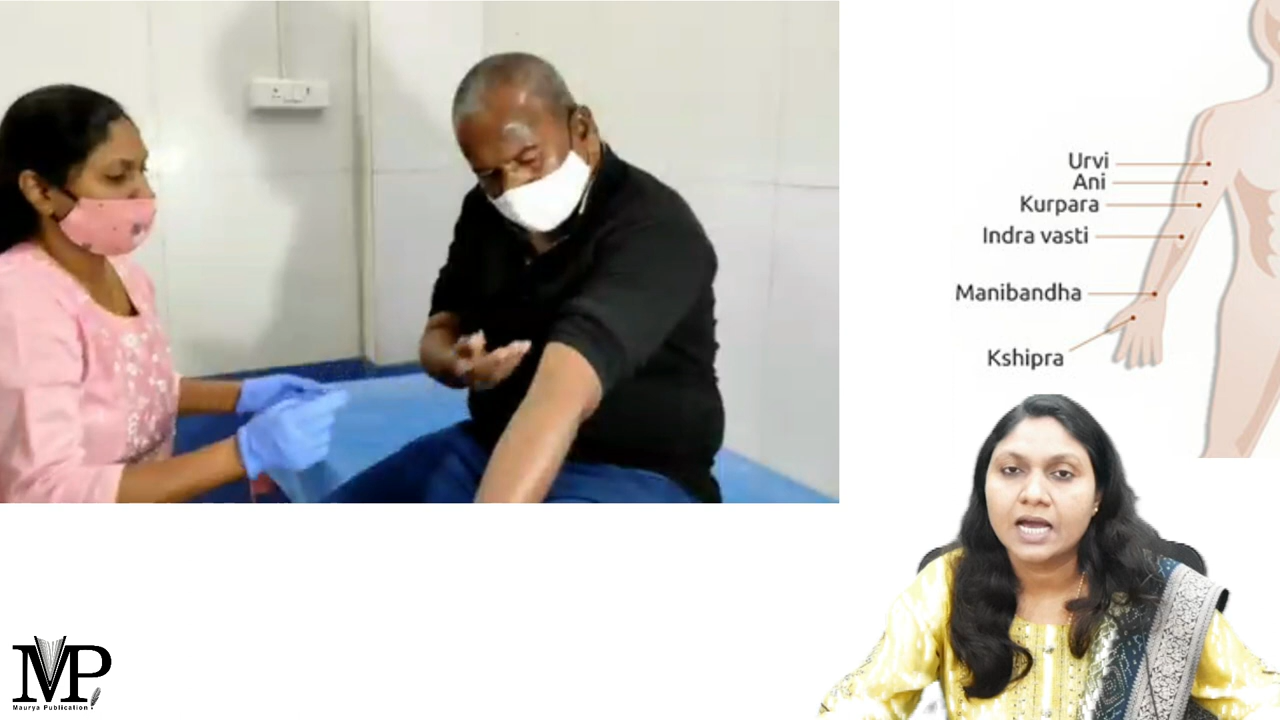 Urvi
Ani
Kurpara
Indra vasti
Manibandha
Kshipra
MP
Maurya Publication